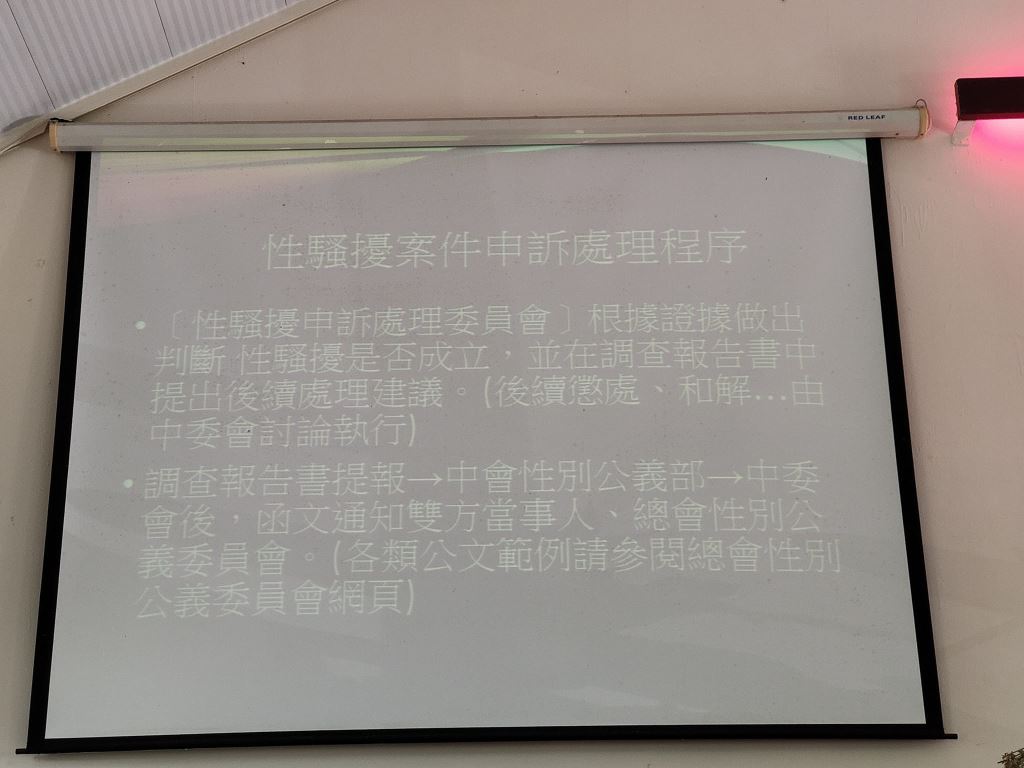 RED LEAF
性騷擾案件申訴處理程序
• 〔性騷擾申訴處理委員會〕根據證據做出
判斷 性騷擾是否成立，並在調查報告書中
提出後續處理建議。(後續懲處、和解...由
中委會討論執行)
• 調查報告書提報→中會性別公義部→中委
會後，函文通知雙方當事人、總會性別公
義委員會。(各類公文範例請參閱總會性別
公義委員會網頁)